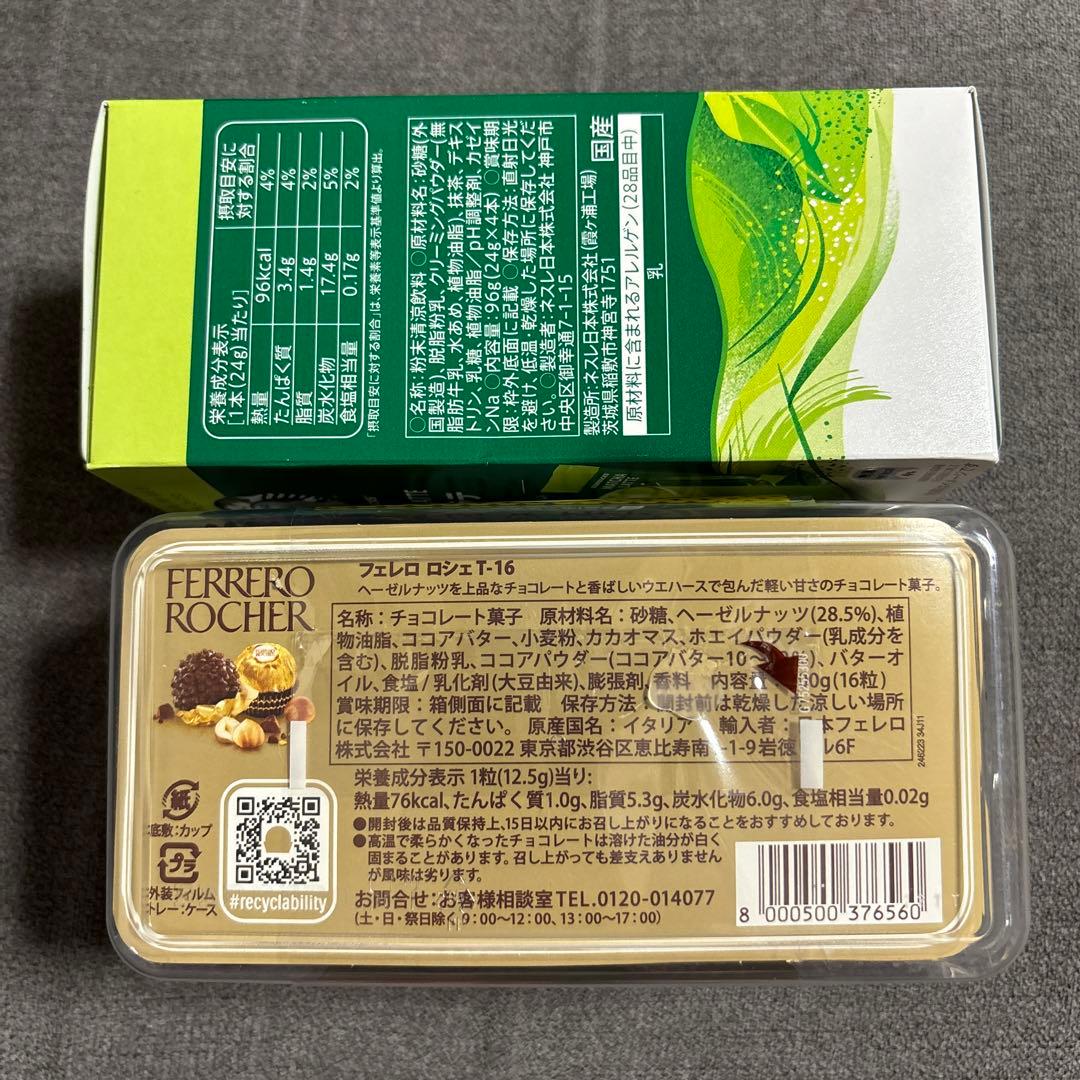 栄養成分表示
[1本(24g)当たり]
摂取目安に
対する割合
熱量 96kcal 4%
たんぱく質 3.4g 4%
脂質 1.4g 2%
炭水化物 17.4g 5%
食塩相当量 0.17g 2%
「摂取目安に対する割合」は、栄養素等表示基準値より算出。
○名称:粉末清涼飲料 ○原材料名:砂糖(外
国製造)、脱脂粉乳、クリーミングパウダー(無
脂肪牛乳、水あめ、植物油脂)、抹茶、デキス
トリン、乳糖、植物油脂/pH調整剤、カゼイ
ンNa ○内容量:96g(24g×4本) ○賞味期
限:枠外底面に記載 ○保存方法:直射日光
を避け、低温・乾燥した場所に保存してくだ
さい。○製造者:ネスレ日本株式会社 神戸市
中央区御幸通7-1-15
製造所:ネスレ日本株式会社(霞ヶ浦工場)
茨城県稲敷市神宮寺1751
国産
原材料に含まれるアレルゲン(28品目中)
乳
FERRERO
ROCHER
フェレロ ロシェT-16
ヘーゼルナッツを上品なチョコレートと香ばしいウエハースで包んだ軽い甘さのチョコレート菓子。
名称:チョコレート菓子 原材料名:砂糖、ヘーゼルナッツ(28.5%)、植
物油脂、ココアバター、小麦粉、カカオマス、ホエイパウダー(乳成分を
含む)、脱脂粉乳、ココアパウダー(ココアバター10～ %)、バターオ
イル、食塩/乳化剤(大豆由来)、膨張剤、香料 内容量 0g(16粒)
賞味期限:箱側面に記載 保存方法:開封前は乾燥した涼しい場所
に保存してください。 原産国名:イタリア 輸入者: 日本フェレロ
株式会社 〒150-0022 東京都渋谷区恵比寿南 -1-9岩徳 ル6F
246223 34J11
栄養成分表示 1粒(12.5g)当り:
熱量76kcal、たんぱく質1.0g、脂質5.3g、炭水化物6.0g、食塩相当量0.02g
●開封後は品質保持上、15日以内にお召し上がりになることをおすすめしております。
●高温で柔らかくなったチョコレートは溶けた油分が白く
固まることがあります。召し上がっても差支えありません
が風味は劣ります。
お問合せ:お客様相談室TEL.0120-014077
(土・日・祭日除く 9:00～12:00、13:00～17:00)
紙
底敷:カップ
プラ
外装フィルム
トレー:ケース
#recyclability
8 000500 376560